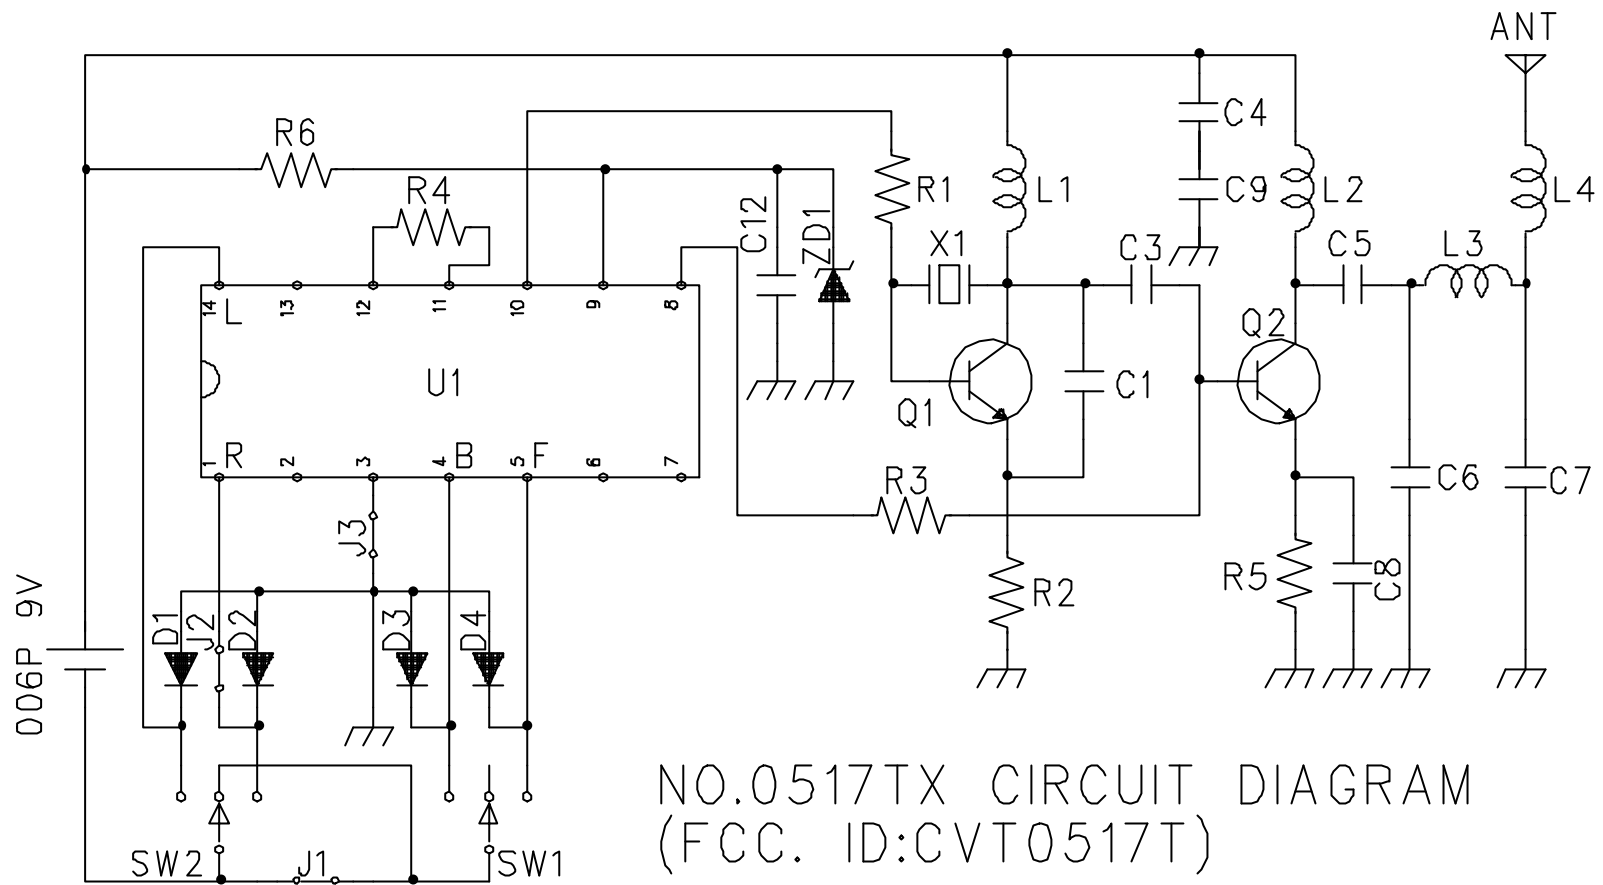 ANT
C4
R6
R1
L1
C9
L2
L4
R4
C12
ZD1
X1
C3
C5
L3
14 13 12 11 10 9 8
L
Q2
U1
C1
Q1
R B F
1 2 3 4 5 6 7
R3
C6
C7
J3
R2
R5
C8
006P 9V
D1
J2
D2
D3
D4
NO.0517TX CIRCUIT DIAGRAM
(FCC. ID:CVT0517T)
SW2
J1
SW1